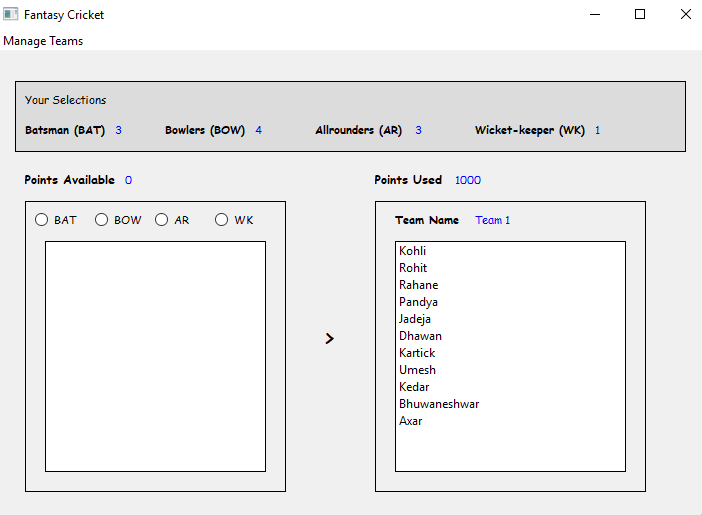 Fantasy Cricket
Manage Teams
Your Selections
Batsman (BAT) 3 Bowlers (BOW) 4 Allrounders (AR) 3 Wicket-keeper (WK) 1
Points Available 0 Points Used 1000
BAT BOW AR WK Team Name Team 1
Kohli
Rohit
Rahane
Pandya
Jadeja
Dhawan
Kartick
Umesh
Kedar
Bhuwaneshwar
Axar
>